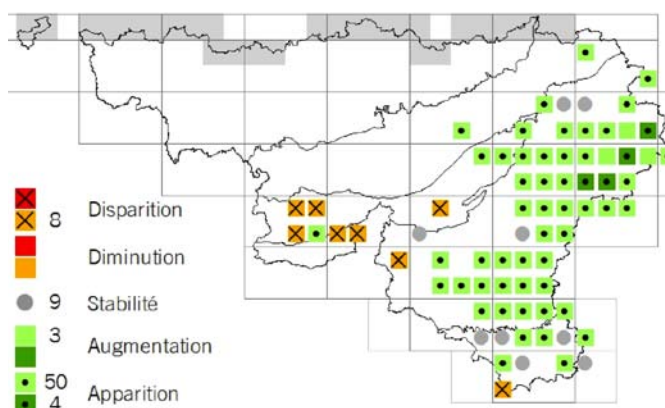 8 Disparition
Diminution
9 Stabilité
3 Augmentation
50 Apparition
4